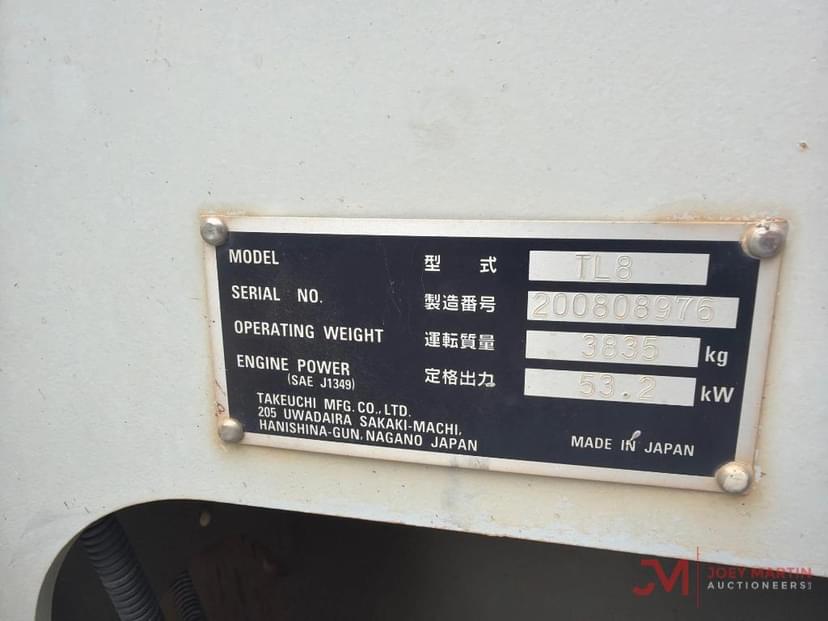 MODEL 型式 TL8
SERIAL NO. 製造番号 200808976
OPERATING WEIGHT 運転質量 3835 kg
ENGINE POWER 定格出力 53.2 kW
(SAE J1349)
TAKEUCHI MFG. CO., LTD.
205 UWADAIRA SAKAKI-MACHI,
HANISHINA-GUN, NAGANO JAPAN
MADE IN JAPAN
JM JOEY MARTIN
AUCTIONEERS